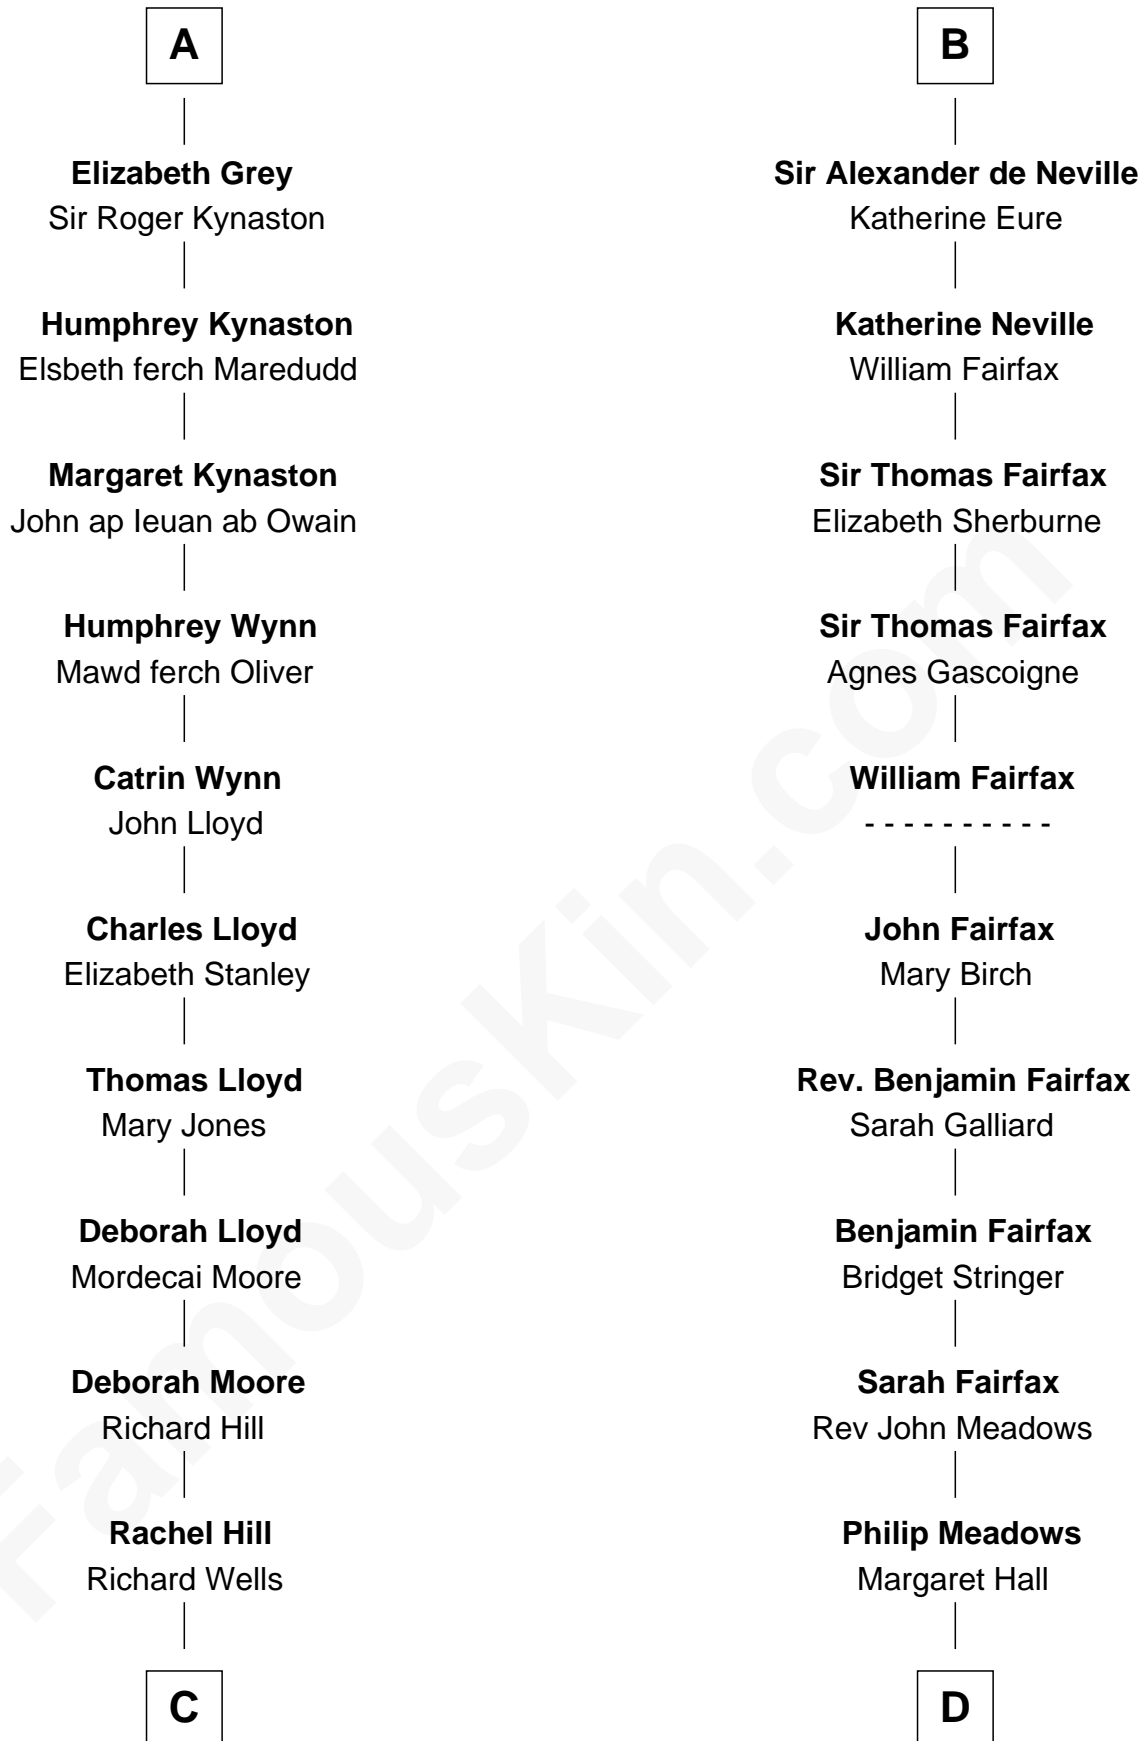 A
Elizabeth Grey
Sir Roger Kynaston
Humphrey Kynaston
Elsbeth ferch Maredudd
Margaret Kynaston
John ap Ieuan ab Owain
Humphrey Wynn
Mawd ferch Oliver
Catrin Wynn
John Lloyd
Charles Lloyd
Elizabeth Stanley
Thomas Lloyd
Mary Jones
Deborah Lloyd
Mordecai Moore
Deborah Moore
Richard Hill
Rachel Hill
Richard Wells
C
B
Sir Alexander de Neville
Katherine Eure
Katherine Neville
William Fairfax
Sir Thomas Fairfax
Elizabeth Sherburne
Sir Thomas Fairfax
Agnes Gascoigne
William Fairfax
- - - - - - - - - -
John Fairfax
Mary Birch
Rev. Benjamin Fairfax
Sarah Galliard
Benjamin Fairfax
Bridget Stringer
Sarah Fairfax
Rev John Meadows
Philip Meadows
Margaret Hall
D
FamousKin.com